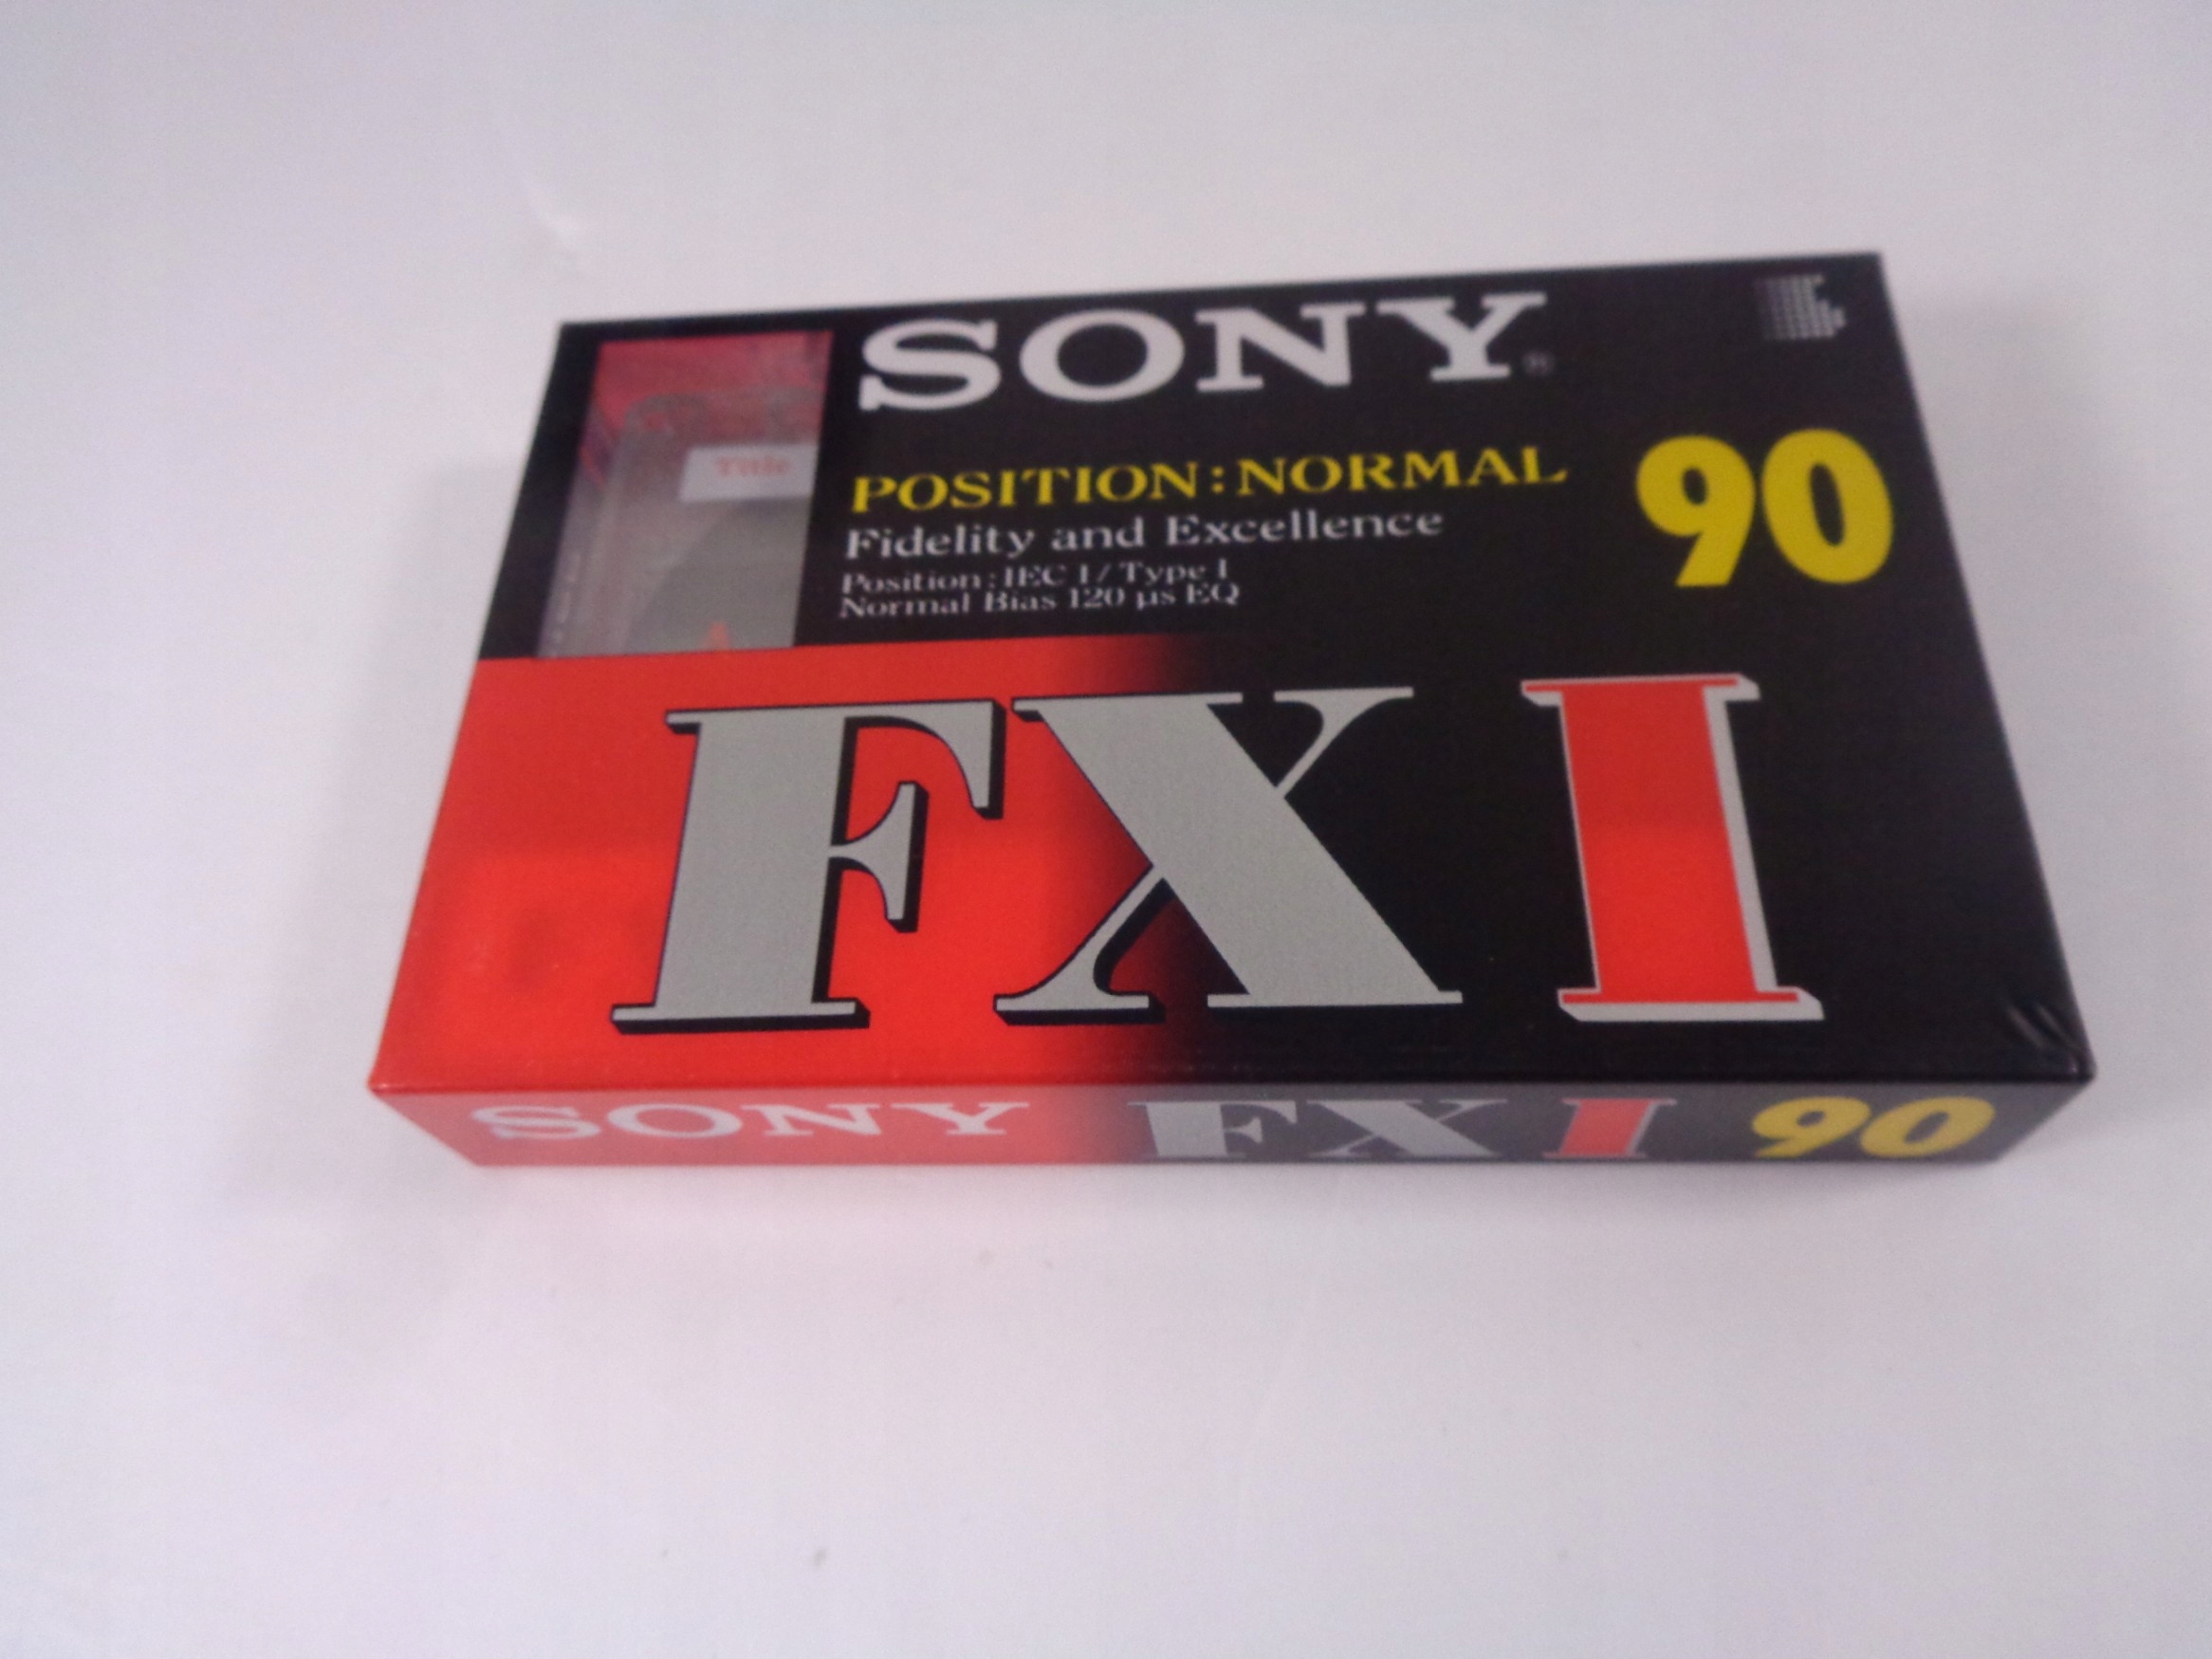 SONY®
POSITION:NORMAL
90
Fidelity and Excellence
Position:IEC I/Type I
Normal Bias 120 µs EQ
Title
A
FX I
SONY FX I 90